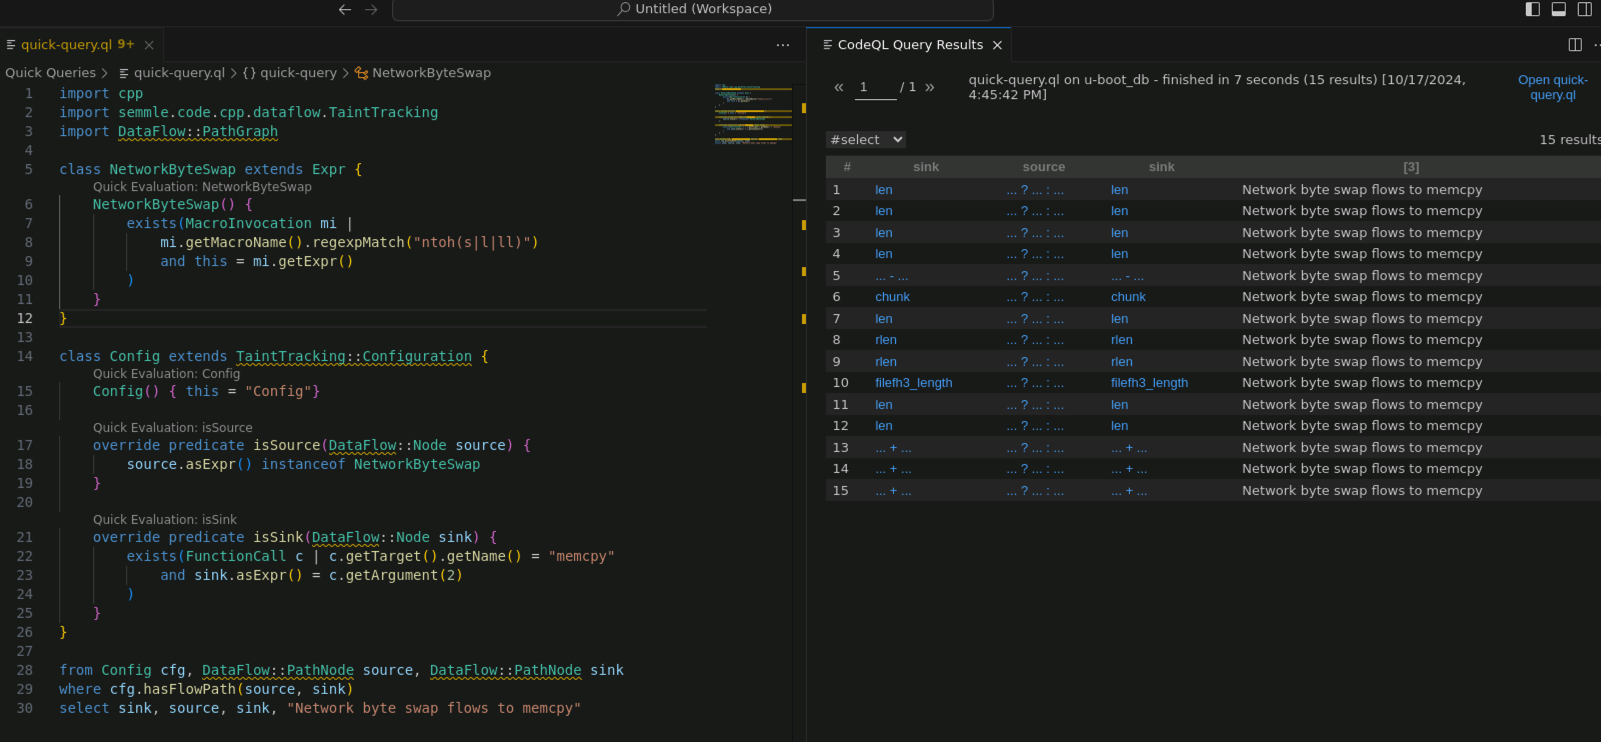 Untitled (Workspace)
quick-query.ql 9+
Quick Queries > quick-query.ql > {} quick-query > NetworkByteSwap
1 import cpp
2 import semmle.code.cpp.dataflow.TaintTracking
3 import DataFlow::PathGraph
4
5 class NetworkByteSwap extends Expr {
Quick Evaluation: NetworkByteSwap
6 NetworkByteSwap() {
7 exists(MacroInvocation mi |
8 mi.getMacroName().regexpMatch("ntoh(s|l|ll)")
9 and this = mi.getExpr()
10 )
11 }
12 }
13
14 class Config extends TaintTracking::Configuration {
Quick Evaluation: Config
15 Config() { this = "Config"}
16
Quick Evaluation: isSource
17 override predicate isSource(DataFlow::Node source) {
18 source.asExpr() instanceof NetworkByteSwap
19 }
20
Quick Evaluation: isSink
21 override predicate isSink(DataFlow::Node sink) {
22 exists(FunctionCall c | c.getTarget().getName() = "memcpy"
23 and sink.asExpr() = c.getArgument(2)
24 )
25 }
26 }
27
28 from Config cfg, DataFlow::PathNode source, DataFlow::PathNode sink
29 where cfg.hasFlowPath(source, sink)
30 select sink, source, sink, "Network byte swap flows to memcpy"
CodeQL Query Results
« 1 / 1 »
quick-query.ql on u-boot_db - finished in 7 seconds (15 results) [10/17/2024,
4:45:42 PM]
Open quick-
query.ql
#select 15 results
# sink source sink [3]
1 len ... ? ... : ... len Network byte swap flows to memcpy
2 len ... ? ... : ... len Network byte swap flows to memcpy
3 len ... ? ... : ... len Network byte swap flows to memcpy
4 len ... ? ... : ... len Network byte swap flows to memcpy
5 ... - ... ... ? ... : ... ... - ... Network byte swap flows to memcpy
6 chunk ... ? ... : ... chunk Network byte swap flows to memcpy
7 len ... ? ... : ... len Network byte swap flows to memcpy
8 rlen ... ? ... : ... rlen Network byte swap flows to memcpy
9 rlen ... ? ... : ... rlen Network byte swap flows to memcpy
10 filefh3_length ... ? ... : ... filefh3_length Network byte swap flows to memcpy
11 len ... ? ... : ... len Network byte swap flows to memcpy
12 len ... ? ... : ... len Network byte swap flows to memcpy
13 ... + ... ... ? ... : ... ... + ... Network byte swap flows to memcpy
14 ... + ... ... ? ... : ... ... + ... Network byte swap flows to memcpy
15 ... + ... ... ? ... : ... ... + ... Network byte swap flows to memcpy